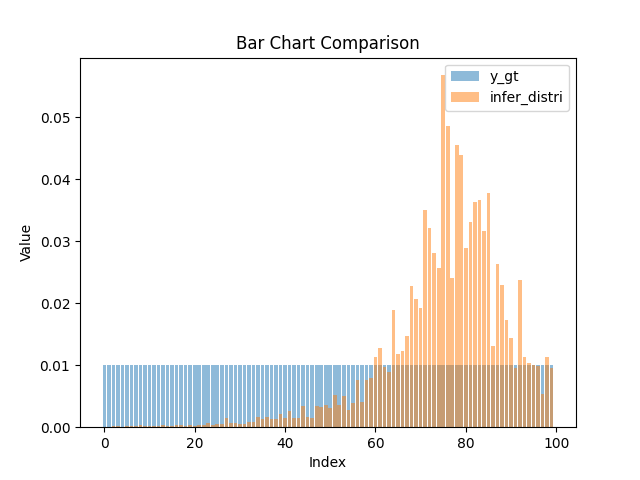 Bar Chart Comparison
y_gt
infer_distri
0.05
0.04
0.03
0.02
0.01
0.00
Value
0 20 40 60 80 100
Index